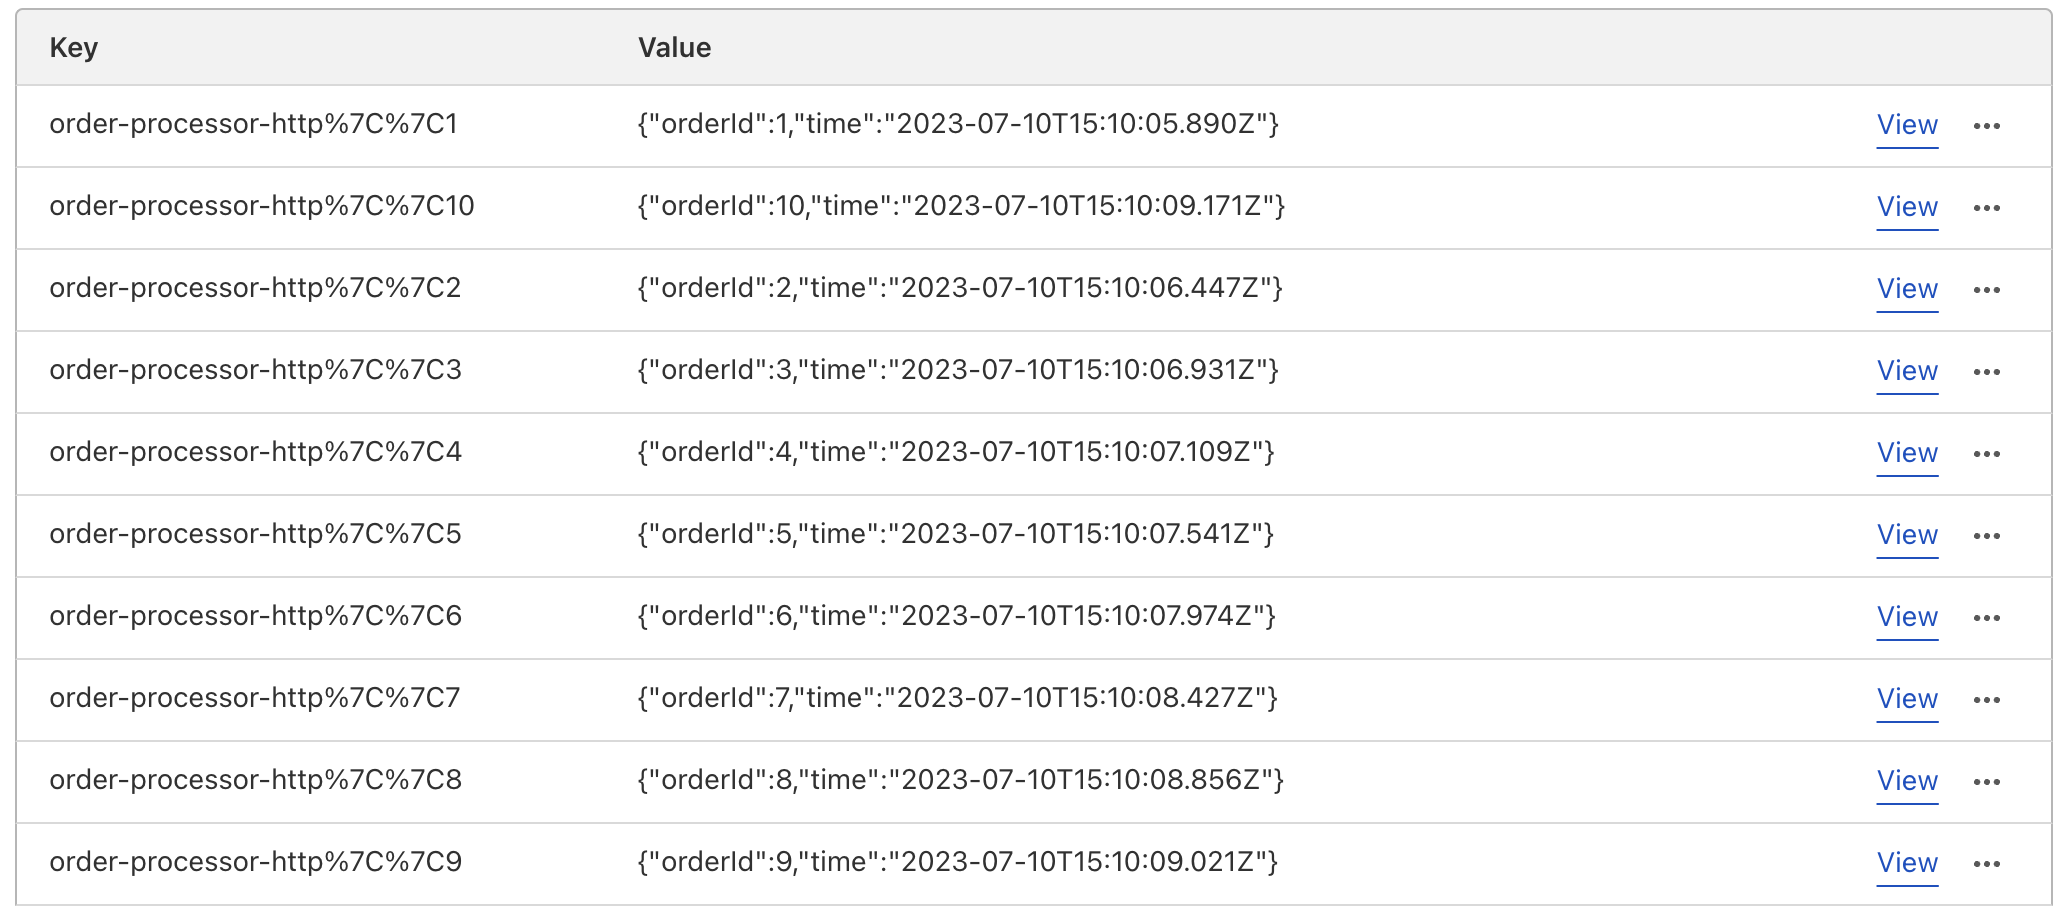 Key Value
order-processor-http%7C%7C1 {"orderId":1,"time":"2023-07-10T15:10:05.890Z"} View •••
order-processor-http%7C%7C10 {"orderId":10,"time":"2023-07-10T15:10:09.171Z"} View •••
order-processor-http%7C%7C2 {"orderId":2,"time":"2023-07-10T15:10:06.447Z"} View •••
order-processor-http%7C%7C3 {"orderId":3,"time":"2023-07-10T15:10:06.931Z"} View •••
order-processor-http%7C%7C4 {"orderId":4,"time":"2023-07-10T15:10:07.109Z"} View •••
order-processor-http%7C%7C5 {"orderId":5,"time":"2023-07-10T15:10:07.541Z"} View •••
order-processor-http%7C%7C6 {"orderId":6,"time":"2023-07-10T15:10:07.974Z"} View •••
order-processor-http%7C%7C7 {"orderId":7,"time":"2023-07-10T15:10:08.427Z"} View •••
order-processor-http%7C%7C8 {"orderId":8,"time":"2023-07-10T15:10:08.856Z"} View •••
order-processor-http%7C%7C9 {"orderId":9,"time":"2023-07-10T15:10:09.021Z"} View •••